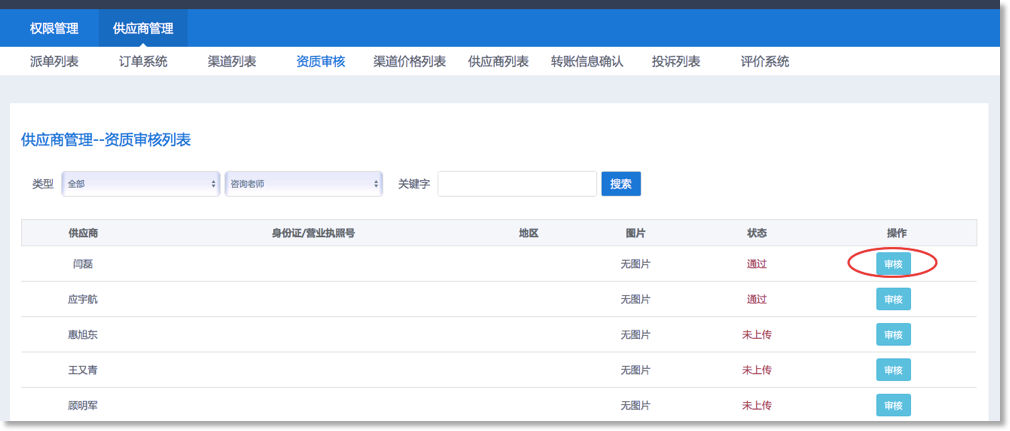 权限管理 供应商管理
派单列表 订单系统 渠道列表 资质审核 渠道价格列表 供应商列表 转账信息确认 投诉列表 评价系统
供应商管理--资质审核列表
类型 全部 咨询老师 关键字 搜索
供应商 身份证/营业执照号 地区 图片 状态 操作
闫磊 无图片 通过 审核
应宇航 无图片 通过 审核
惠旭东 无图片 未上传 审核
王又青 无图片 未上传 审核
顾明军 无图片 未上传 审核